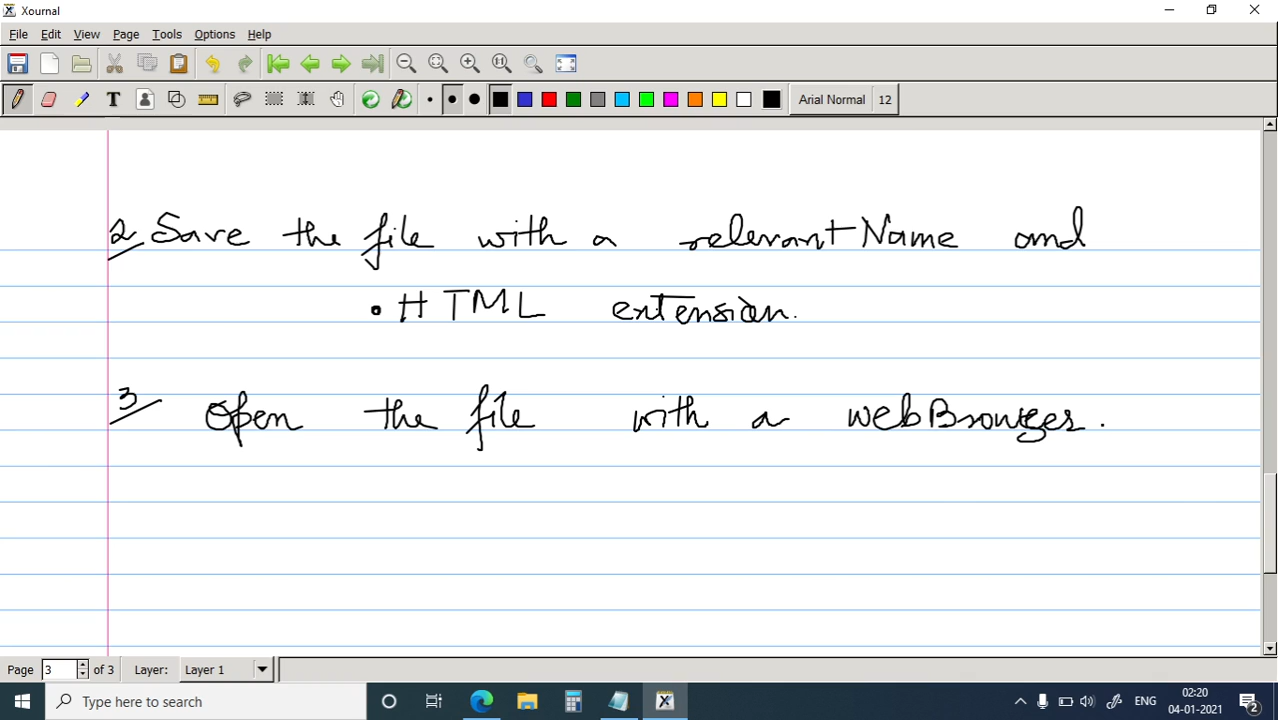 Xournal
File Edit View Page Tools Options Help
T Arial Normal 12
2 Save the file with a relevant Name and
.HTML extension.
3 Open the file with a webBrowser.
Page 3 of 3 Layer: Layer 1
Type here to search ENG 02:20
04-01-2021 2